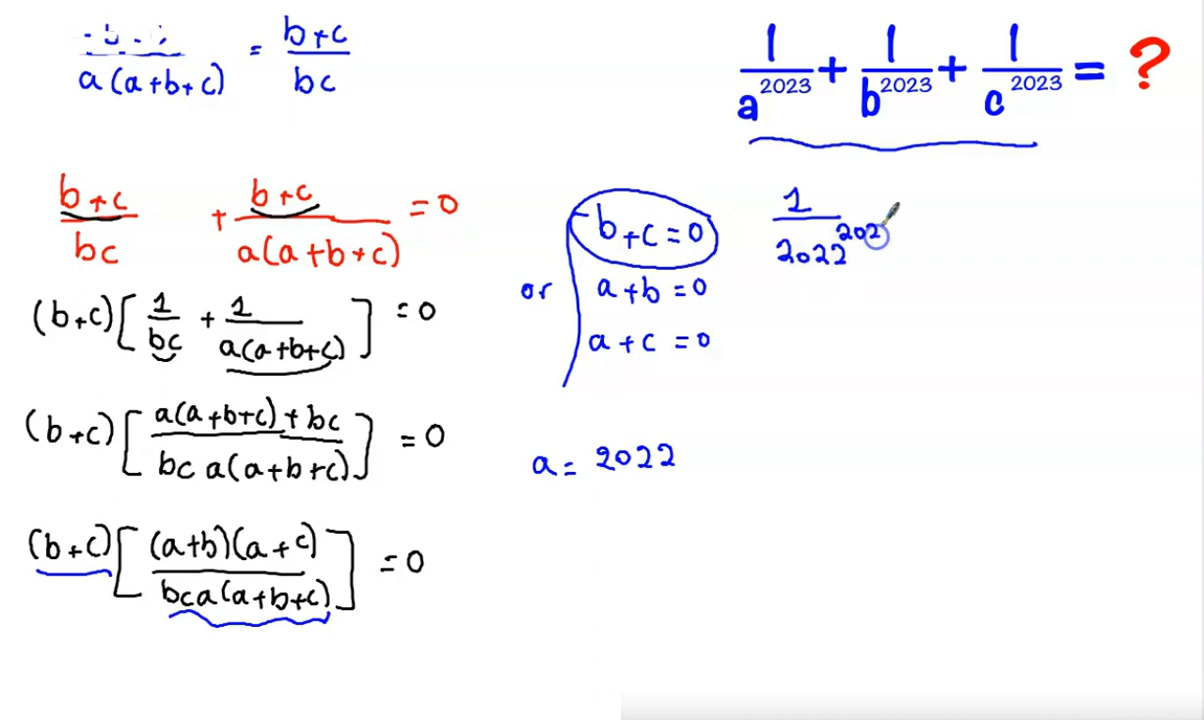 a(a+b+c) = b+c/bc
1/a^2023 + 1/b^2023 + 1/c^2023 = ?
b+c/bc + b+c/a(a+b+c) = 0
(b+c)[1/bc + 1/a(a+b+c)] = 0
(b+c)[a(a+b+c)+bc/bc a(a+b+c)] = 0
(b+c)[(a+b)(a+c)/bca(a+b+c)] = 0
b+c=0
or a+b=0
a+c=0
a = 2022
1/2022^202